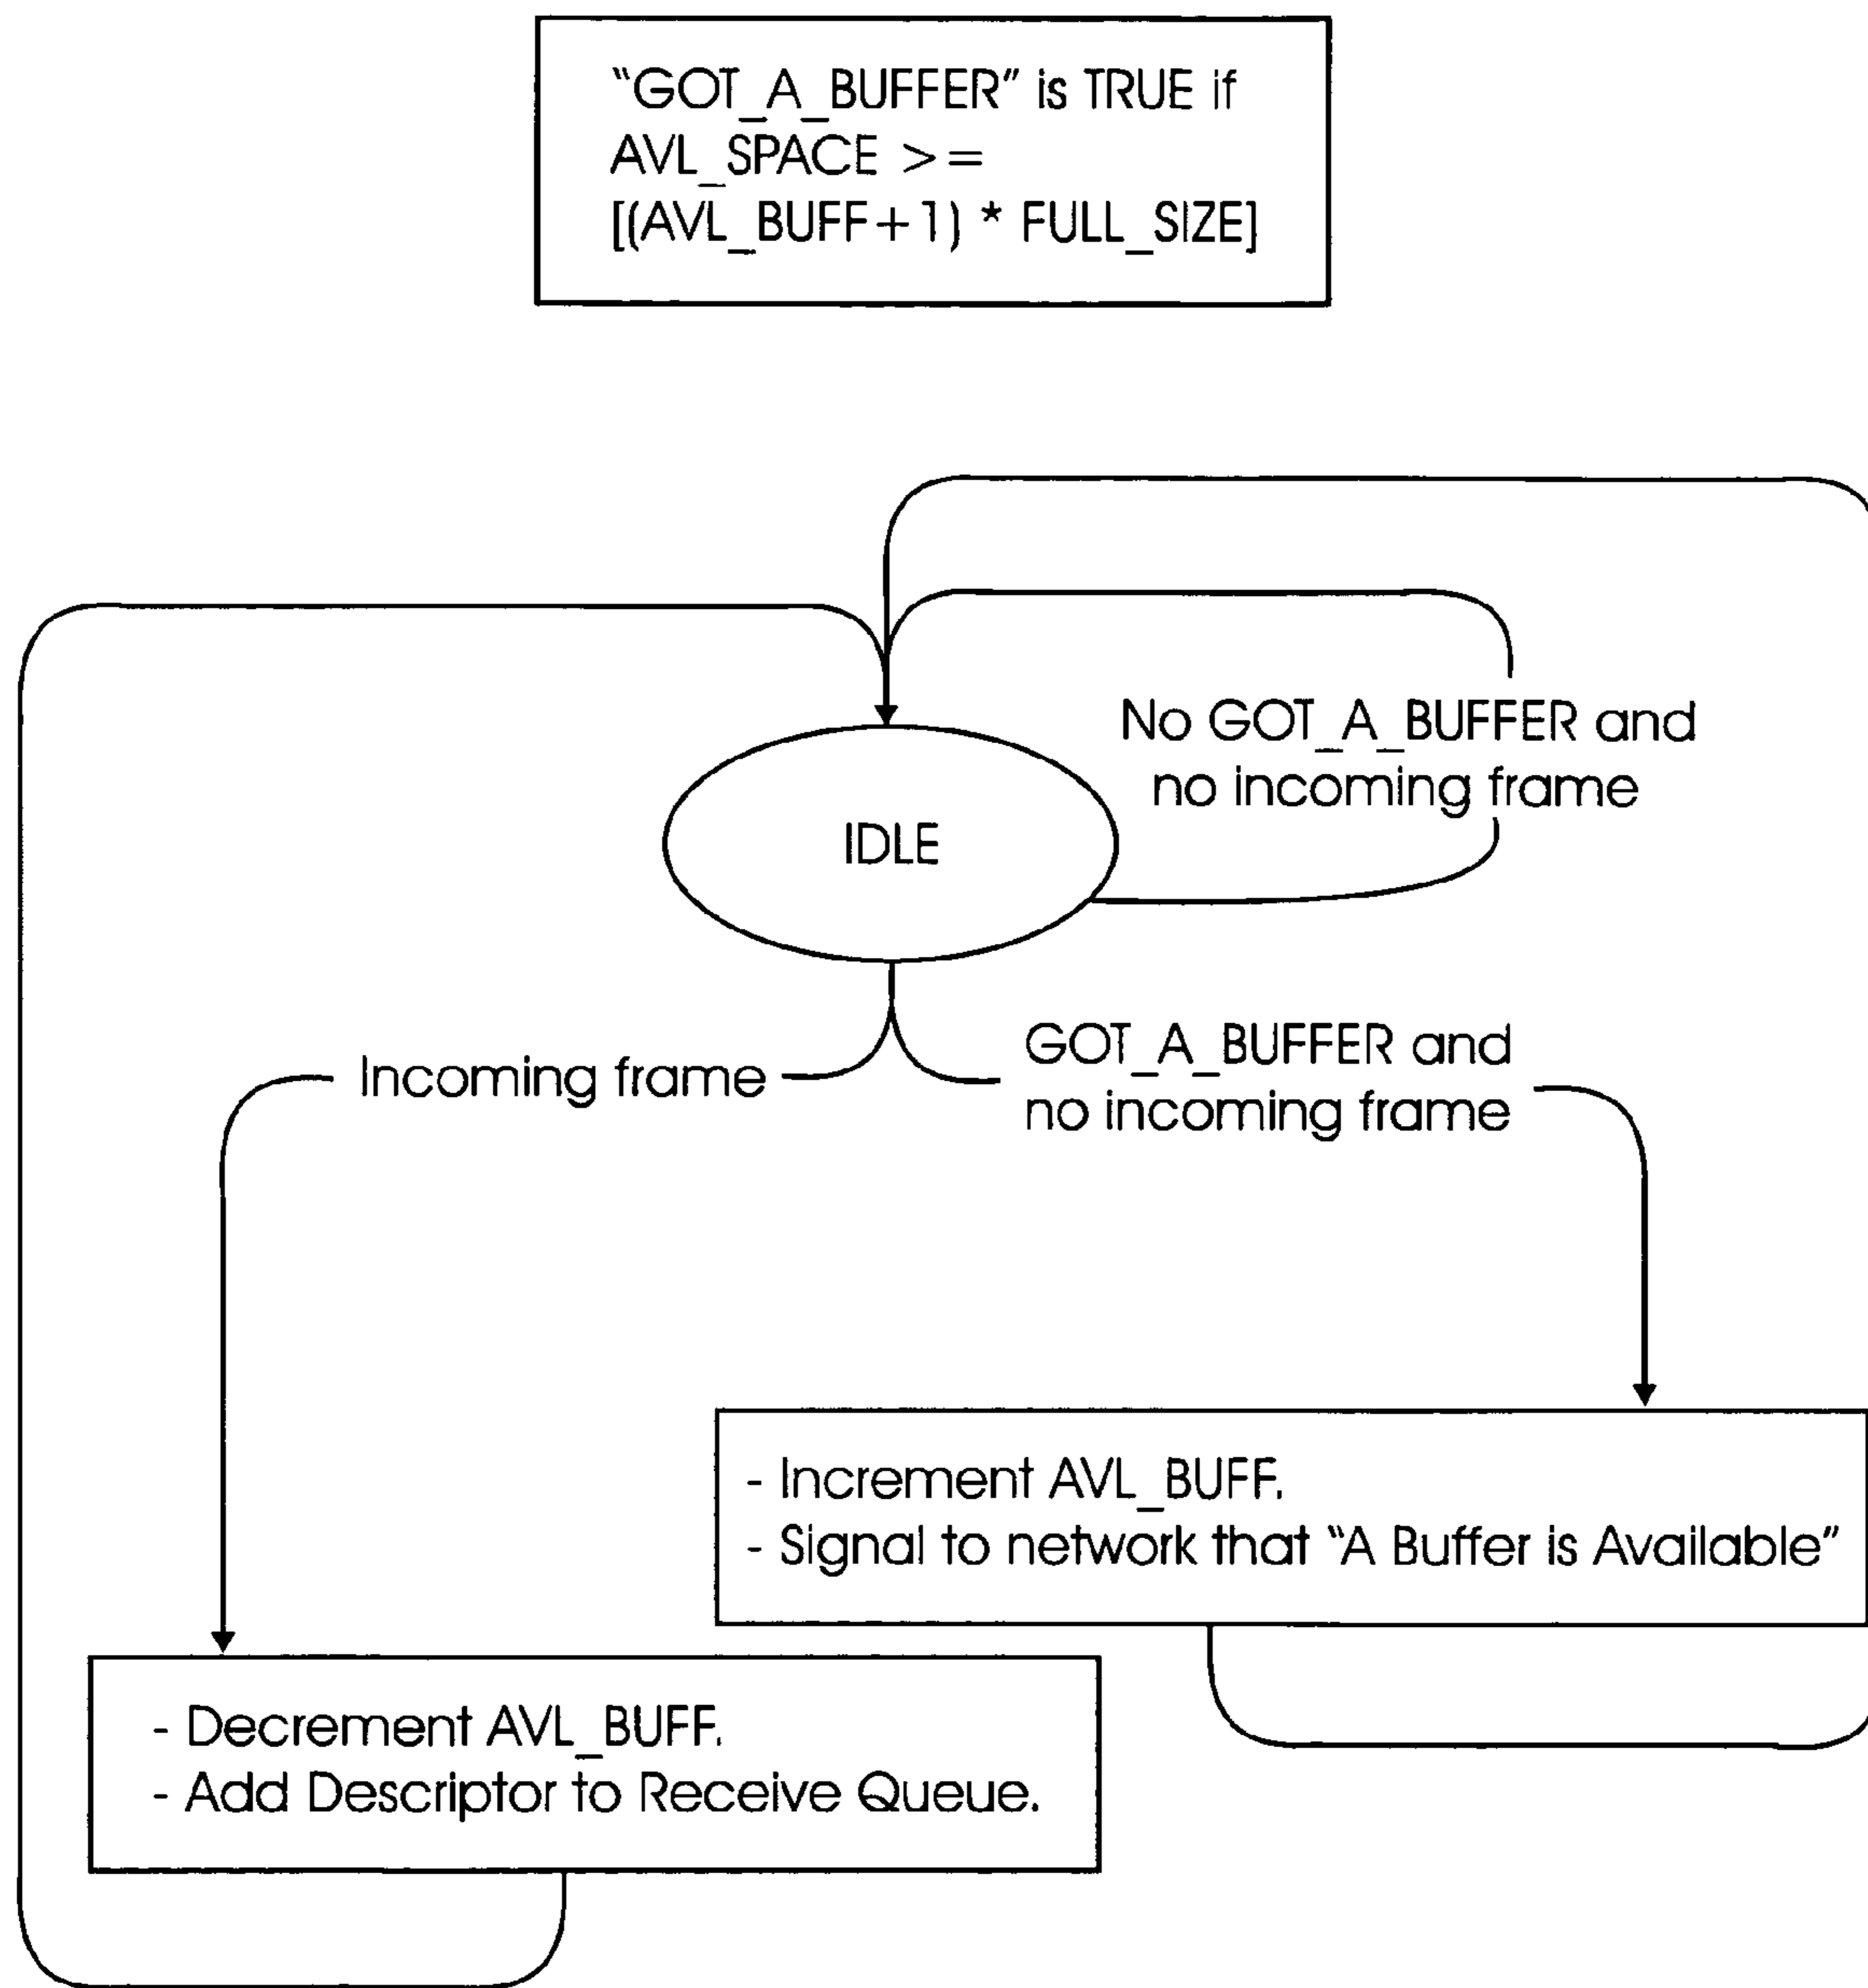 “GOT_A_BUFFER” is TRUE if
AVL_SPACE >=
[(AVL_BUFF+1) * FULL_SIZE]
No GOT_A_BUFFER and
no incoming frame
IDLE
Incoming frame
GOT_A_BUFFER and
no incoming frame
- Increment AVL_BUFF.
- Signal to network that “A Buffer is Available”
- Decrement AVL_BUFF.
- Add Descriptor to Receive Queue.